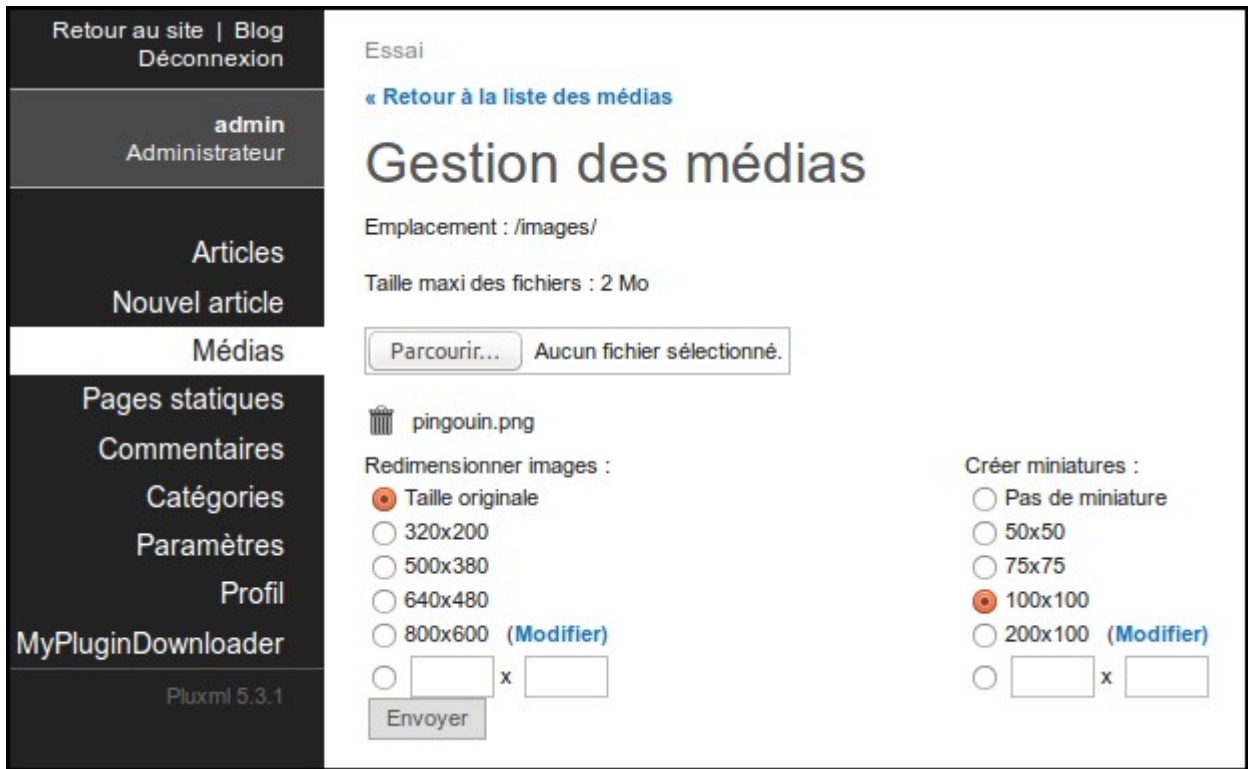 Retour au site | Blog
Déconnexion
admin
Administrateur
Articles
Nouvel article
Médias
Pages statiques
Commentaires
Catégories
Paramètres
Profil
MyPluginDownloader
Pluxml 5.3.1
Essai
« Retour à la liste des médias
Gestion des médias
Emplacement : /images/
Taille maxi des fichiers : 2 Mo
Parcourir... Aucun fichier sélectionné.
pingouin.png
Redimensionner images :
Taille originale
320x200
500x380
640x480
800x600 (Modifier)
x
Envoyer
Créer miniatures :
Pas de miniature
50x50
75x75
100x100
200x100 (Modifier)
x